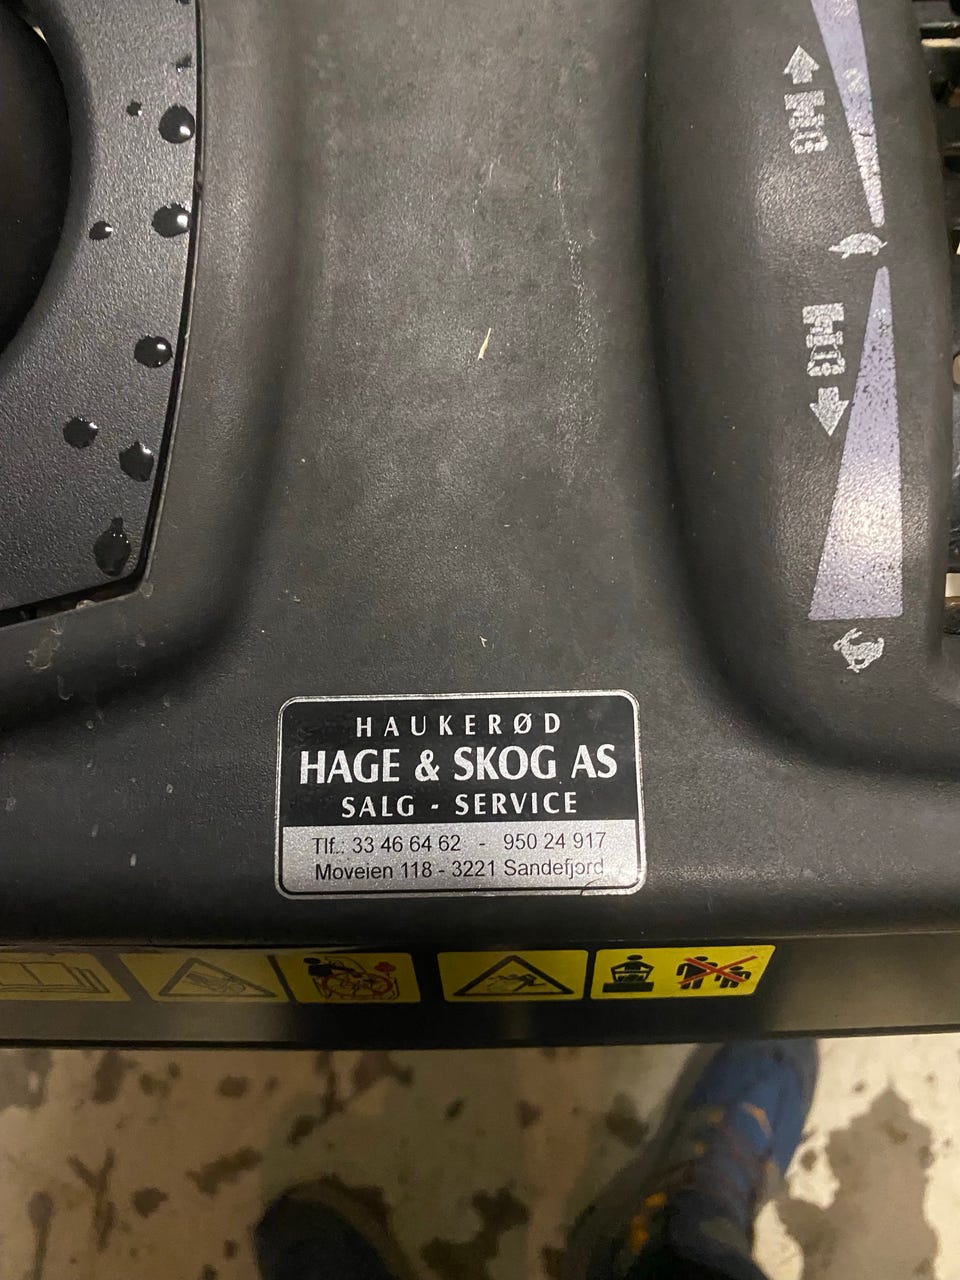 HAUKERØD
HAGE & SKOG AS
SALG - SERVICE
Tlf.: 33 46 64 62 - 950 24 917
Moveien 118 - 3221 Sandefjord